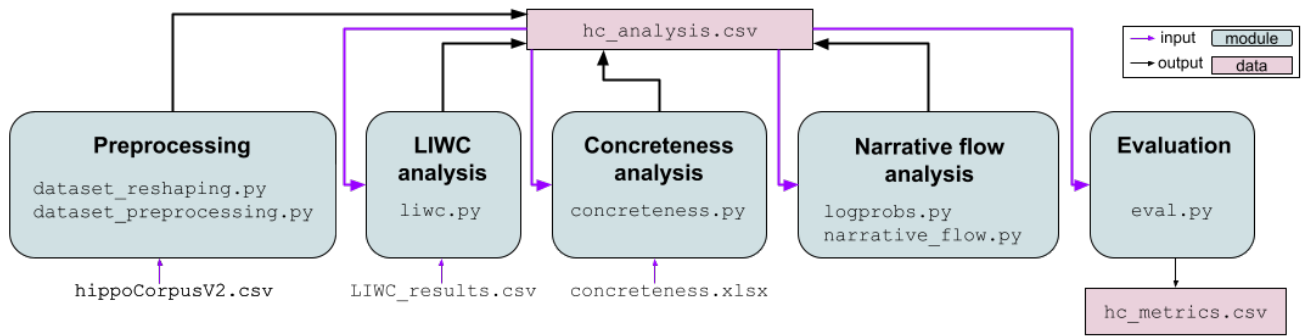 hc_analysis.csv
input
module
output
data
Preprocessing
dataset_reshaping.py
dataset_preprocessing.py
LIWC
analysis
liwc.py
Concreteness
analysis
concreteness.py
Narrative flow
analysis
logprobs.py
narrative_flow.py
Evaluation
eval.py
hippoCorpusV2.csv
LIWC_results.csv
concreteness.xlsx
hc_metrics.csv